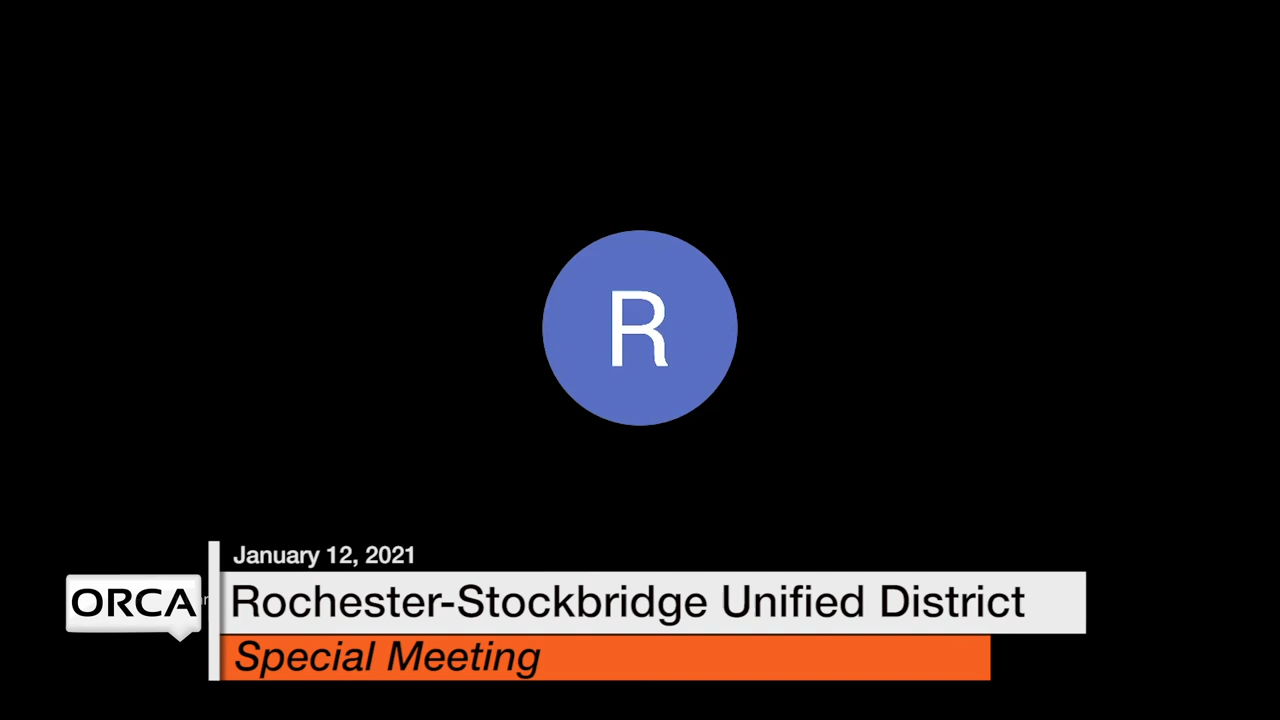 R
January 12, 2021
ORCA
Rochester-Stockbridge Unified District
Special Meeting